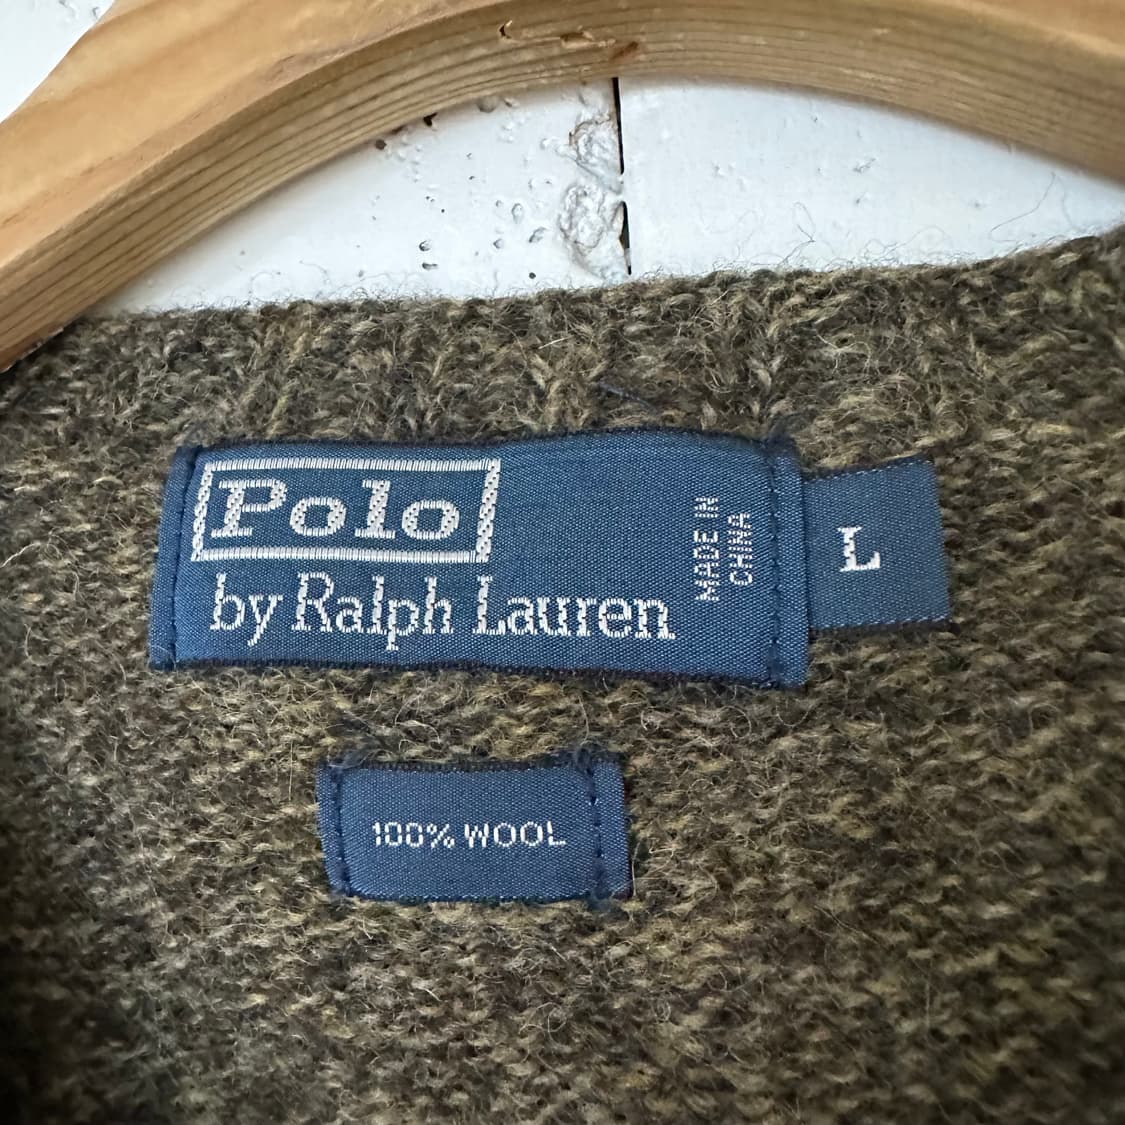 Polo
by Ralph Lauren
MADE IN
CHINA
L
100% WOOL